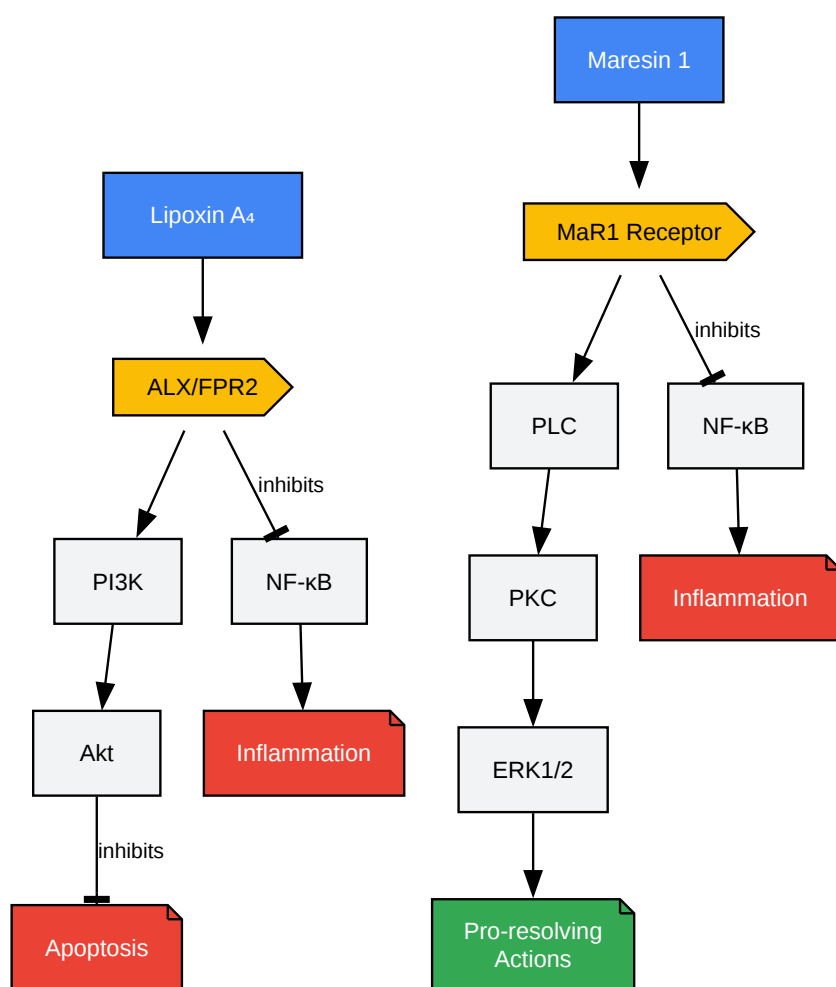 Maresin 1
Lipoxin A₄
MaR1 Receptor
inhibits
ALX/FPR2
PLC
NF-κB
inhibits
PI3K
NF-κB
PKC
Inflammation
Akt
Inflammation
ERK1/2
inhibits
Apoptosis
Pro-resolving
Actions